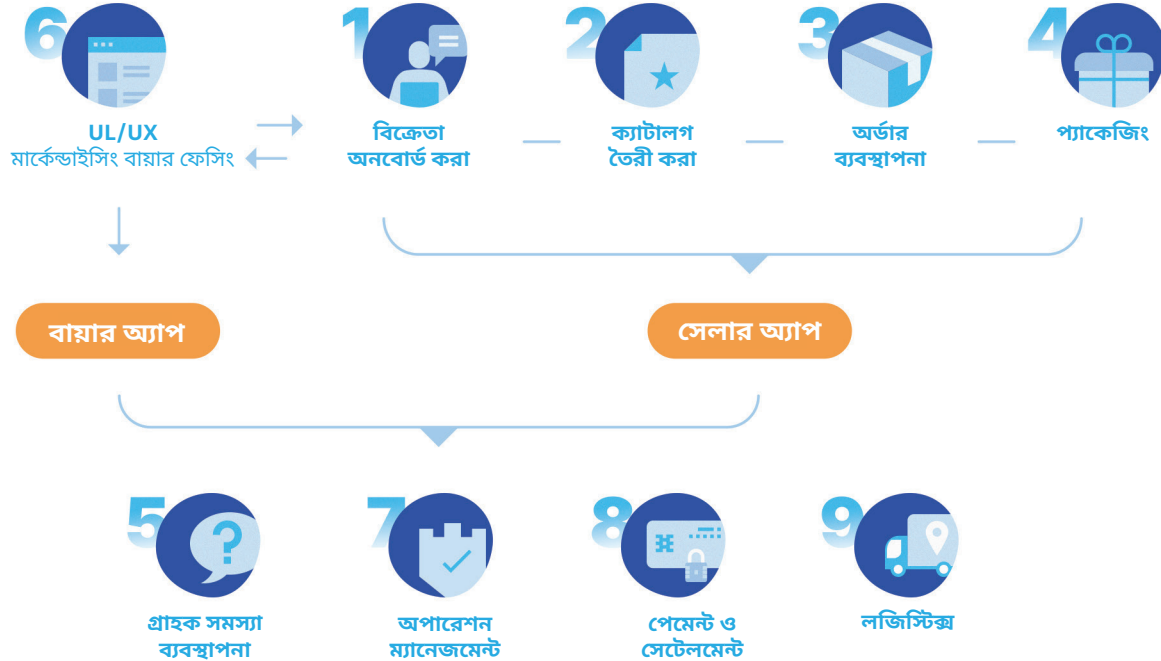 6
UL/UX
মার্কেন্ডাইসিং বায়ার ফেসিং
1
বিক্রেতা
অনবোর্ড করা
2
ক্যাটালগ
তৈরী করা
3
অর্ডার
ব্যবস্থাপনা
4
প্যাকেজিং
বায়ার অ্যাপ
সেলার অ্যাপ
5
গ্রাহক সমস্যা
ব্যবস্থাপনা
7
অপারেশন
ম্যানেজমেন্ট
8
পেমেন্ট ও
সেটেলমেন্ট
9
লজিস্টিক্স